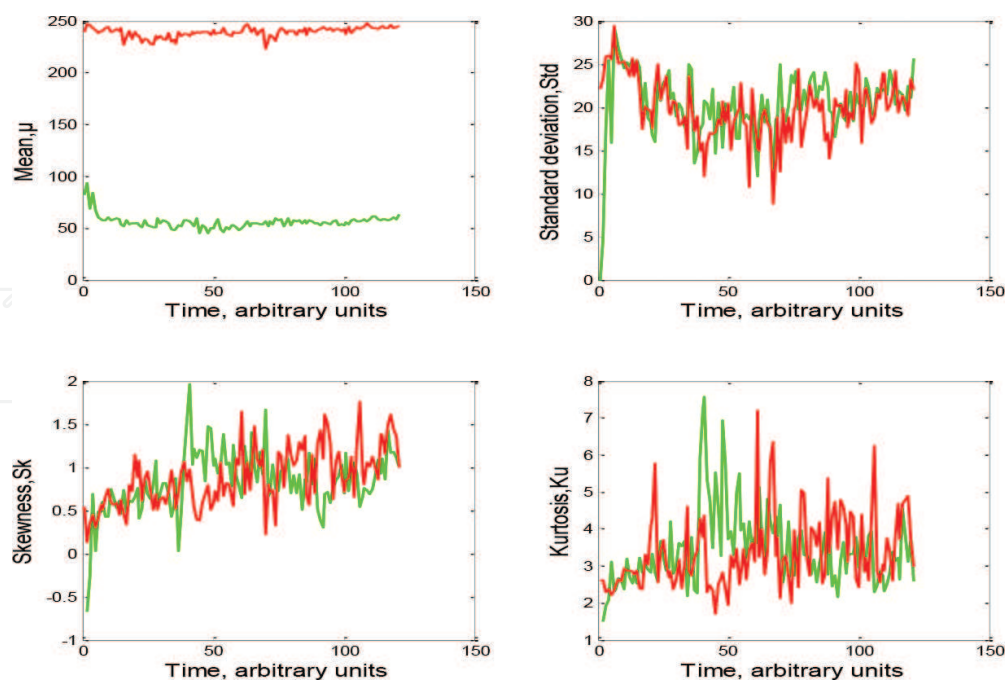 250
200
150
100
50
0
Mean,μ
0 50 100 150
Time, arbitrary units
30
25
20
15
10
5
0
Standard deviation,Std
0 50 100 150
Time, arbitrary units
2
1.5
1
0.5
0
-0.5
-1
Skewness,Sk
0 50 100 150
Time, arbitrary units
8
7
6
5
4
3
2
1
Kurtosis,Ku
0 50 100 150
Time, arbitrary units